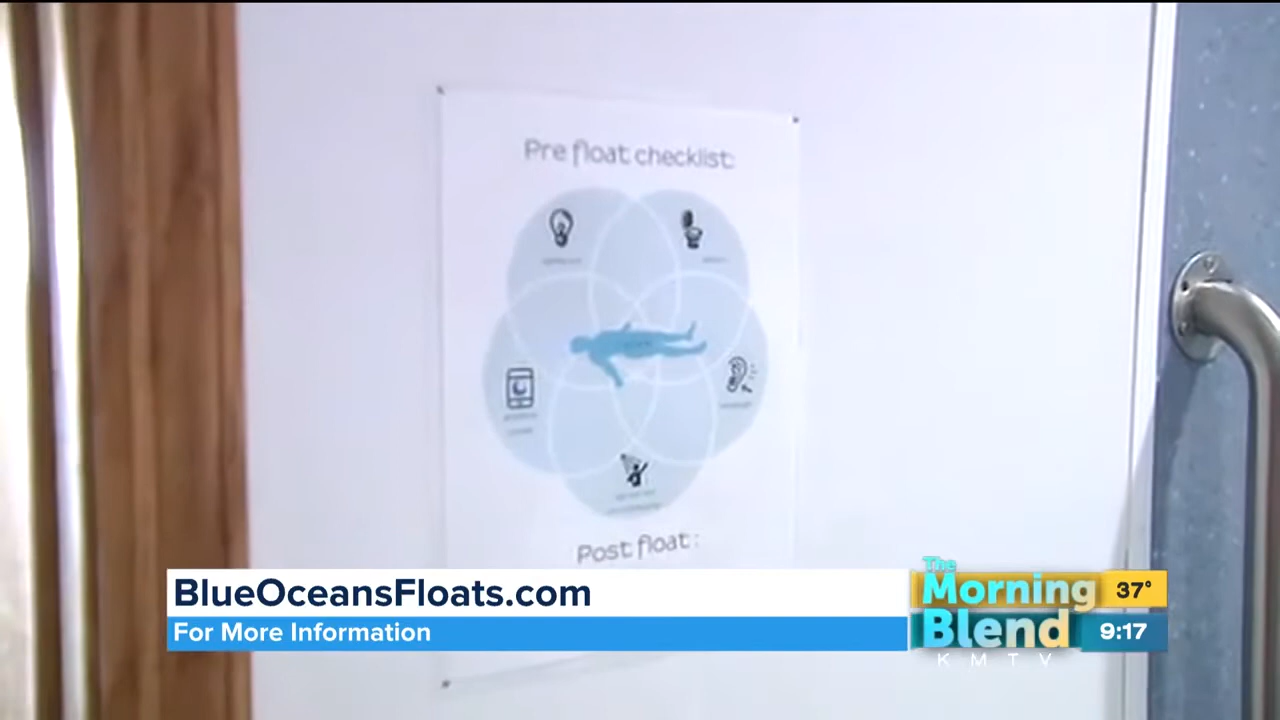 Pre float checklist:
Post float:
BlueOceansFloats.com
For More Information
The
Morning
Blend
KMTV
37°
9:17